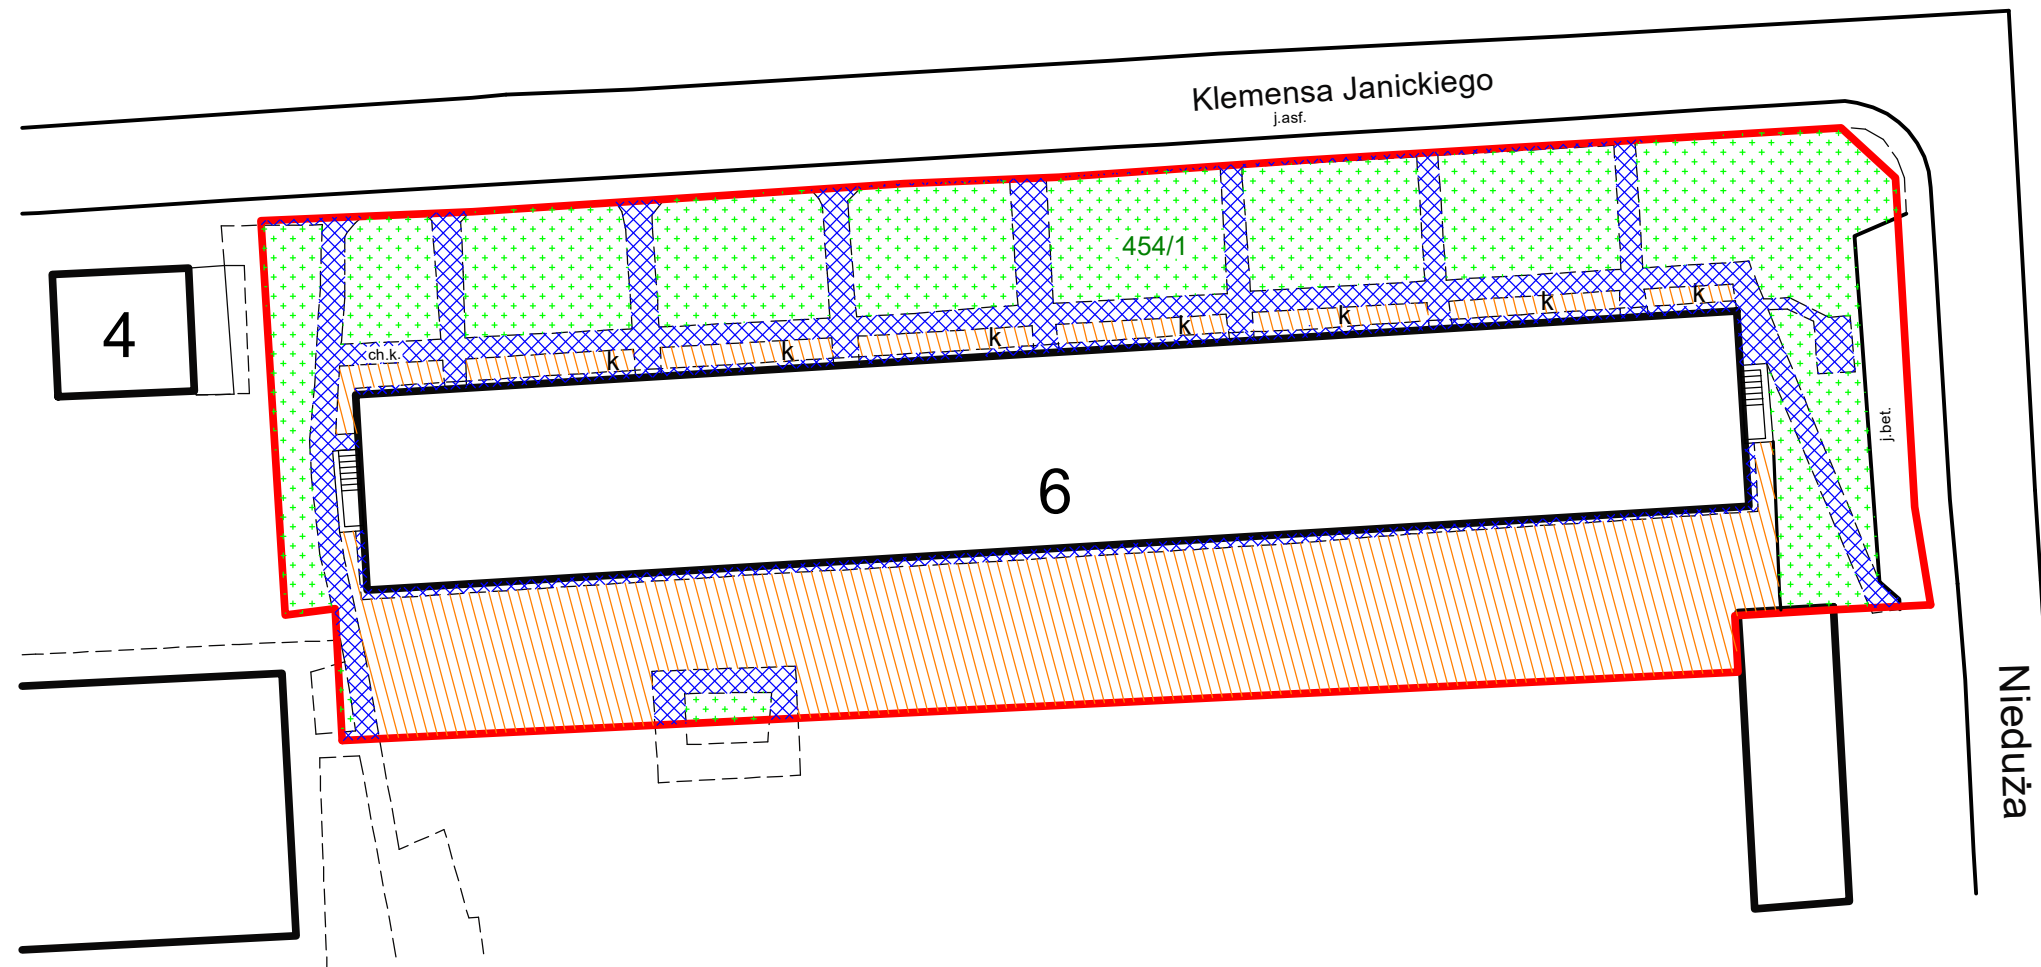 Klemensa Janickiego
j.asf.
454/1
4
ch.k.
k
k
k
k
k
k
k
j.bet.
6
Nieduża